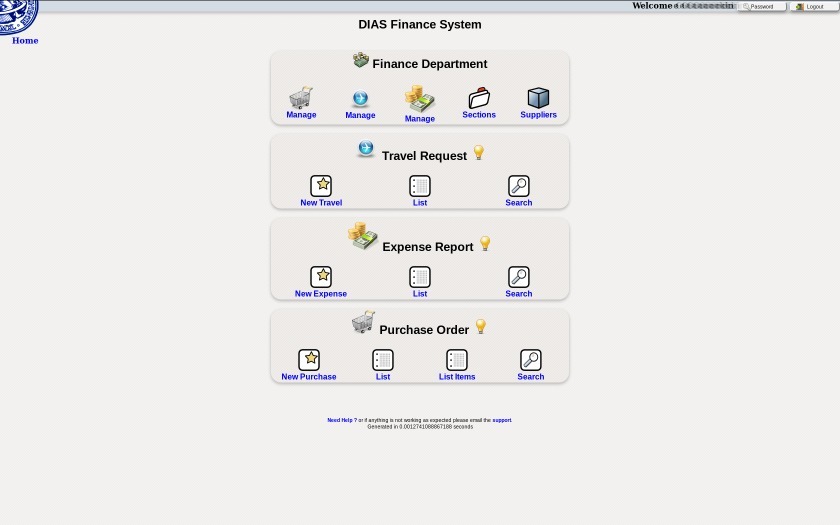 Welcome
Password
Logout
Home
DIAS Finance System
Finance Department
Manage
Manage
Manage
Sections
Suppliers
Travel Request
New Travel
List
Search
Expense Report
New Expense
List
Search
Purchase Order
New Purchase
List
List Items
Search
Need Help ? or if anything is not working as expected please email the support.
Generated in 0.0012741088867188 seconds